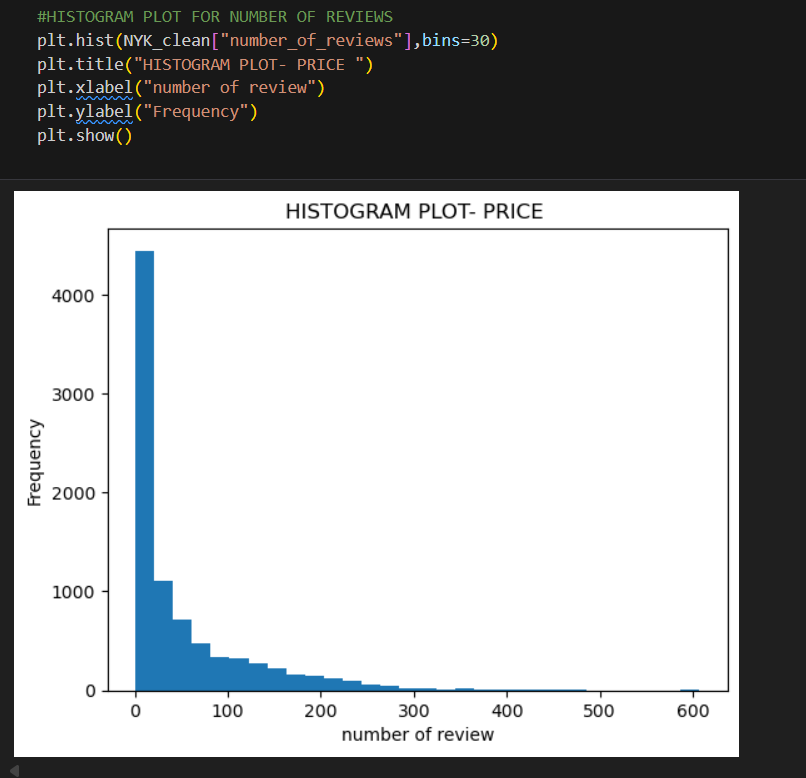 #HISTOGRAM PLOT FOR NUMBER OF REVIEWS
plt.hist(NYK_clean["number_of_reviews"],bins=30)
plt.title("HISTOGRAM PLOT- PRICE ")
plt.xlabel("number of review")
plt.ylabel("Frequency")
plt.show()
HISTOGRAM PLOT- PRICE
4000
3000
Frequency
2000
1000
0
0 100 200 300 400 500 600
number of review